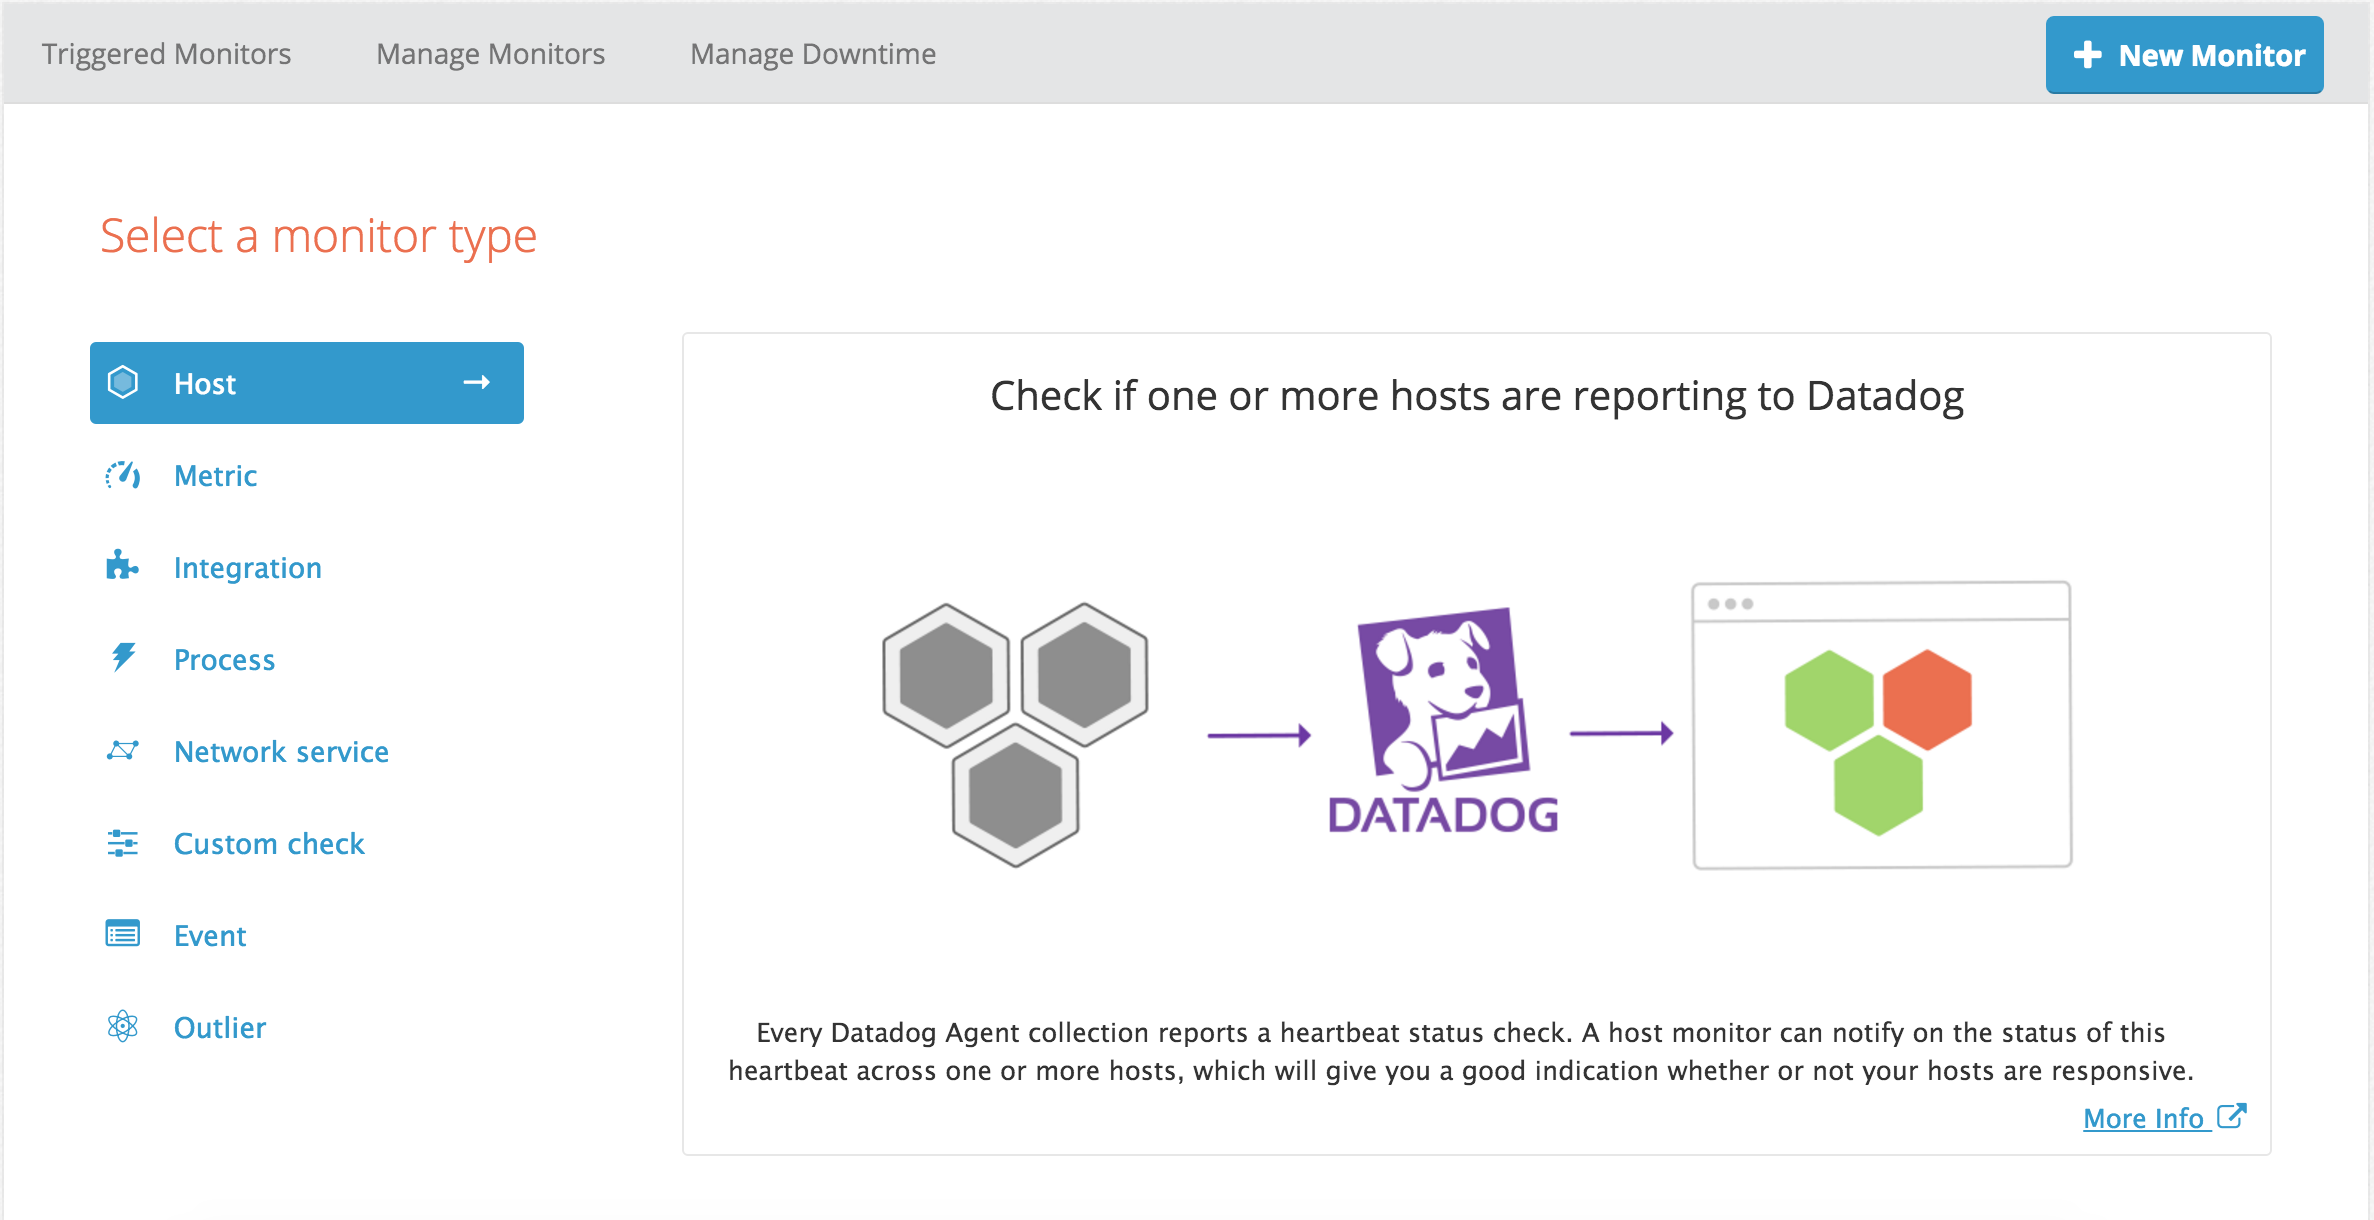 Triggered Monitors
Manage Monitors
Manage Downtime
New Monitor
Select a monitor type
Host
Metric
Integration
Process
Network service
Custom check
Event
Outlier
Check if one or more hosts are reporting to Datadog
DATADOG
Every Datadog Agent collection reports a heartbeat status check. A host monitor can notify on the status of this
heartbeat across one or more hosts, which will give you a good indication whether or not your hosts are responsive.
More Info